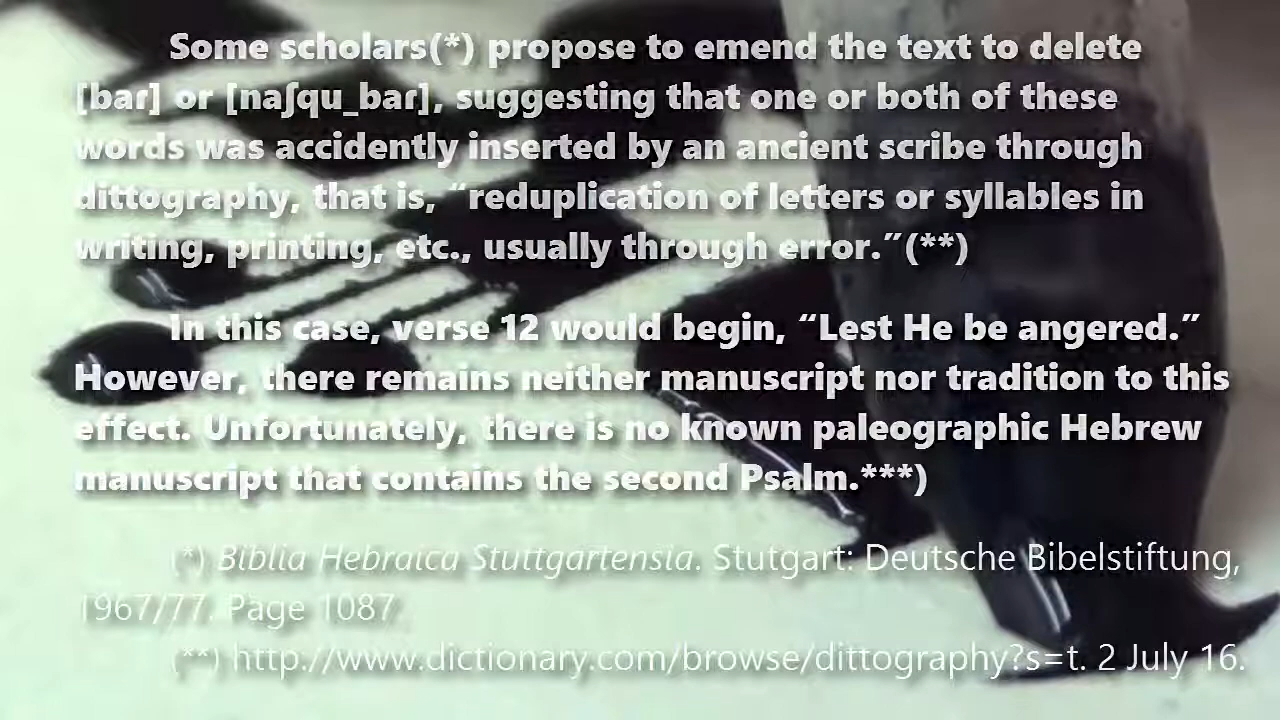 Some scholars(*) propose to emend the text to delete
[baɾ] or [naʃqu_baɾ], suggesting that one or both of these
words was accidently inserted by an ancient scribe through
dittography, that is, “reduplication of letters or syllables in
writing, printing, etc., usually through error.”(**)
In this case, verse 12 would begin, “Lest He be angered.”
However, there remains neither manuscript nor tradition to this
effect. Unfortunately, there is no known paleographic Hebrew
manuscript that contains the second Psalm.***)
(*) Biblia Hebraica Stuttgartensia. Stutgart: Deutsche Bibelstiftung,
1967/77. Page 1087.
(**) http://www.dictionary.com/browse/dittography?s=t. 2 July 16.